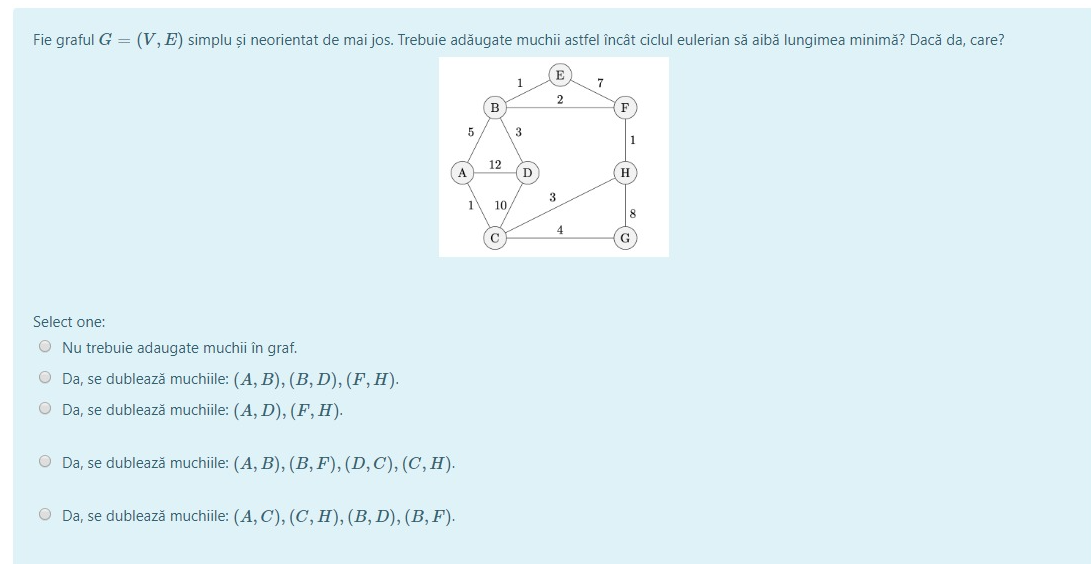 Fie graful G = (V, E) simplu și neorientat de mai jos. Trebuie adăugate muchii astfel încât ciclul eulerian să aibă lungimea minimă? Dacă da, care?
E
1 7
2
B F
5 3 1
12
A D H
3
1 10 8
4
C G
Select one:
Nu trebuie adaugate muchii în graf.
Da, se dublează muchiile: (A, B), (B, D), (F, H).
Da, se dublează muchiile: (A, D), (F, H).
Da, se dublează muchiile: (A, B), (B, F), (D, C), (C, H).
Da, se dublează muchiile: (A, C), (C, H), (B, D), (B, F).